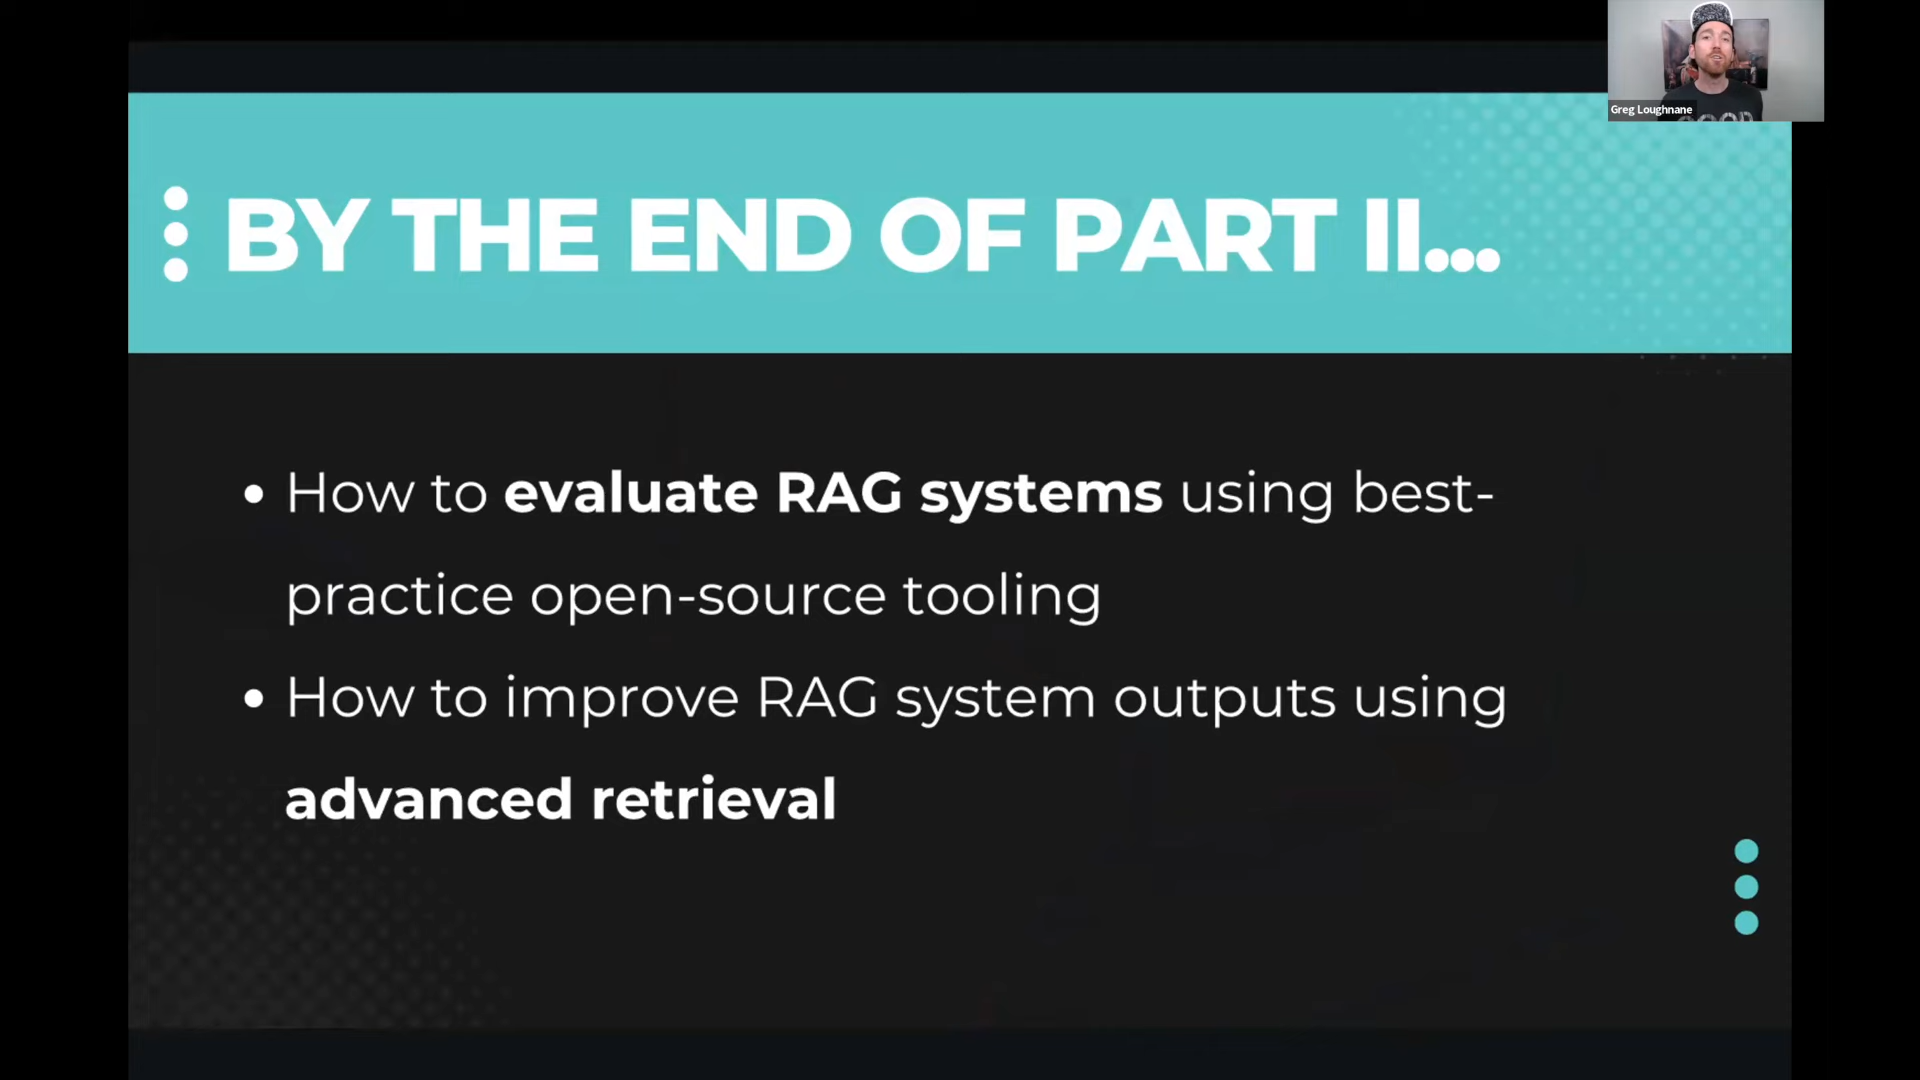 Greg Loughnane
BY THE END OF PART II...
• How to evaluate RAG systems using best-
practice open-source tooling
• How to improve RAG system outputs using
advanced retrieval